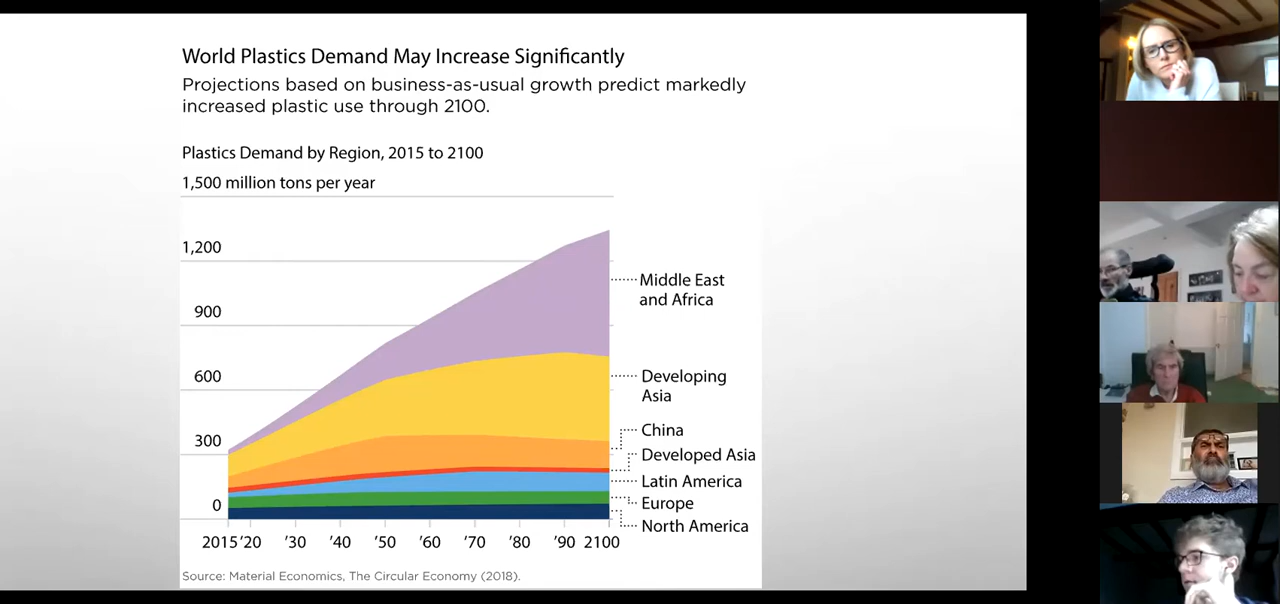 World Plastics Demand May Increase Significantly
Projections based on business-as-usual growth predict markedly
increased plastic use through 2100.
Plastics Demand by Region, 2015 to 2100
1,500 million tons per year
1,200
900
600
300
0
Middle East
and Africa
Developing
Asia
China
Developed Asia
Latin America
Europe
North America
2015 ’20 ’30 ’40 ’50 ’60 ’70 ’80 ’90 2100
Source: Material Economics, The Circular Economy (2018).